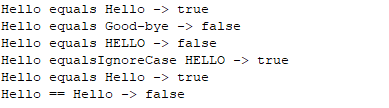 Hello equals Hello -> true
Hello equals Good-bye -> false
Hello equals HELLO -> false
Hello equalsIgnoreCase HELLO -> true
Hello equals Hello -> true
Hello == Hello -> false